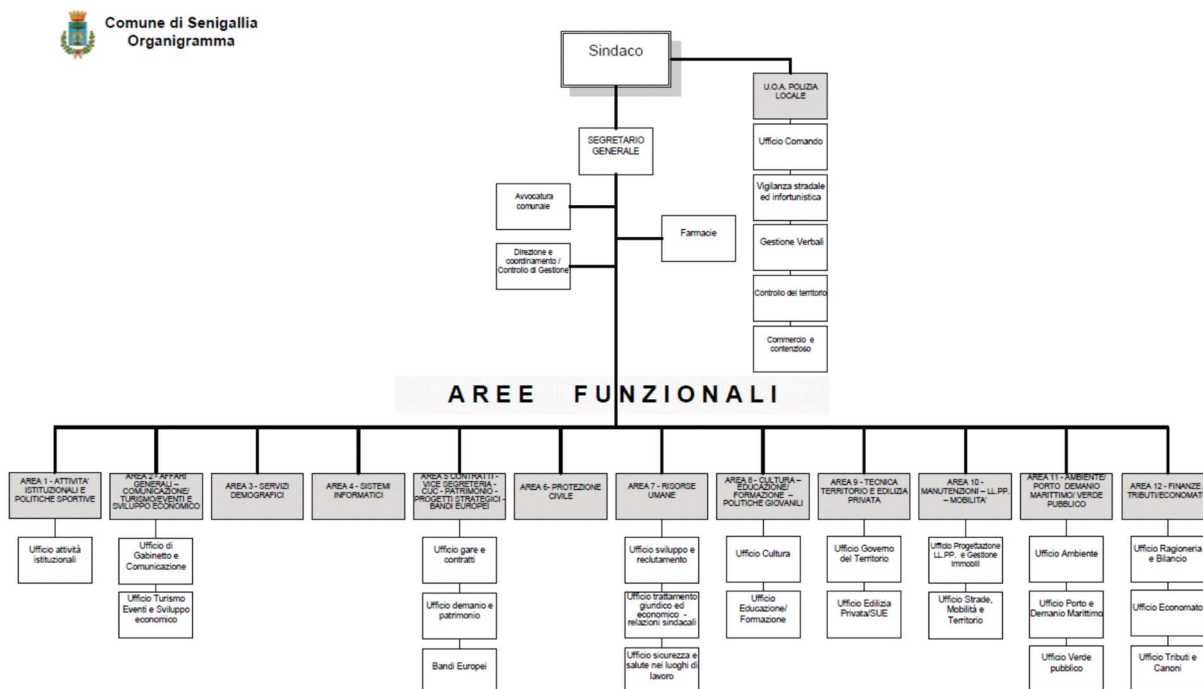 Comune di Senigallia
Organigramma
Sindaco
U.O.A. POLIZIA
LOCALE
SEGRETARIO
GENERALE
Ufficio Comando
Avvocatura
comunale
Vigilanza stradale
ed infortunistica
Farmacie
Gestione Verbali
Direzione e
coordinamento /
Controllo di Gestione
Controllo del territorio
Commercio e
contenzioso
AREE FUNZIONALI
AREA 1 - ATTIVITA'
ISTITUZIONALI E
POLITICHE SPORTIVE
AREA 2 - AFFARI
GENERALI –
COMUNICAZIONE/
TURISMO/EVENTI E
SVILUPPO ECONOMICO
AREA 3 - SERVIZI
DEMOGRAFICI
AREA 4 - SISTEMI
INFORMATICI
AREA 5 CONTRATTI -
VICE SEGRETERIA -
CUC - PATRIMONIO -
PROGETTI STRATEGICI -
BANDI EUROPEI
AREA 6- PROTEZIONE
CIVILE
AREA 7 - RISORSE
UMANE
AREA 8 - CULTURA –
EDUCAZIONE/
FORMAZIONE –
POLITICHE GIOVANILI
AREA 9 - TECNICA
TERRITORIO E EDILIZIA
PRIVATA
AREA 10 -
MANUTENZIONI – LL.PP.
– MOBILITA'
AREA 11 - AMBIENTE/
PORTO DEMANIO
MARITTIMO/ VERDE
PUBBLICO
AREA 12 - FINANZE -
TRIBUTI/ECONOMATO
Ufficio attività
istituzionali
Ufficio di
Gabinetto e
Comunicazione
Ufficio Turismo
Eventi e Sviluppo
economico
Ufficio gare e
contratti
Ufficio demanio e
patrimonio
Bandi Europei
Ufficio sviluppo e
reclutamento
Ufficio trattamento
giuridico ed
economico -
relazioni sindacali
Ufficio sicurezza e
salute nei luoghi di
lavoro
Ufficio Cultura
Ufficio
Educazione/
Formazione
Ufficio Governo
del Territorio
Ufficio Edilizia
Privata/SUE
Ufficio Progettazione
LL.PP. e Gestione
Immobili
Ufficio Strade,
Mobilità e
Territorio
Ufficio Ambiente
Ufficio Porto e
Demanio Marittimo
Ufficio Verde
pubblico
Ufficio Ragioneria
e Bilancio
Ufficio Economato
Ufficio Tributi e
Canoni